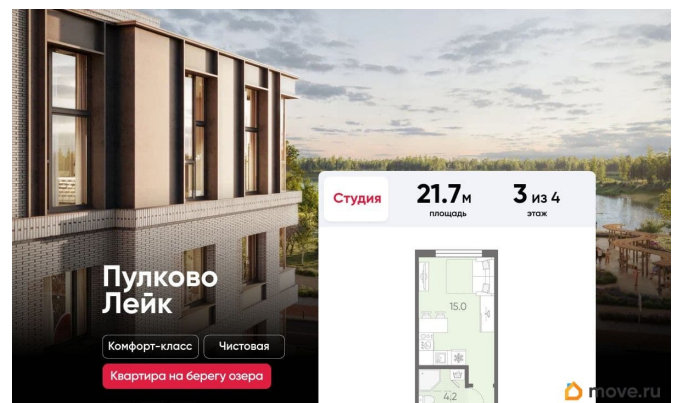 Студия
21.7м
площадь
3 из 4
этаж
15.0
4.2
Пулково
Лейк
Комфорт-класс
Чистовая
Квартира на берегу озера
move.ru